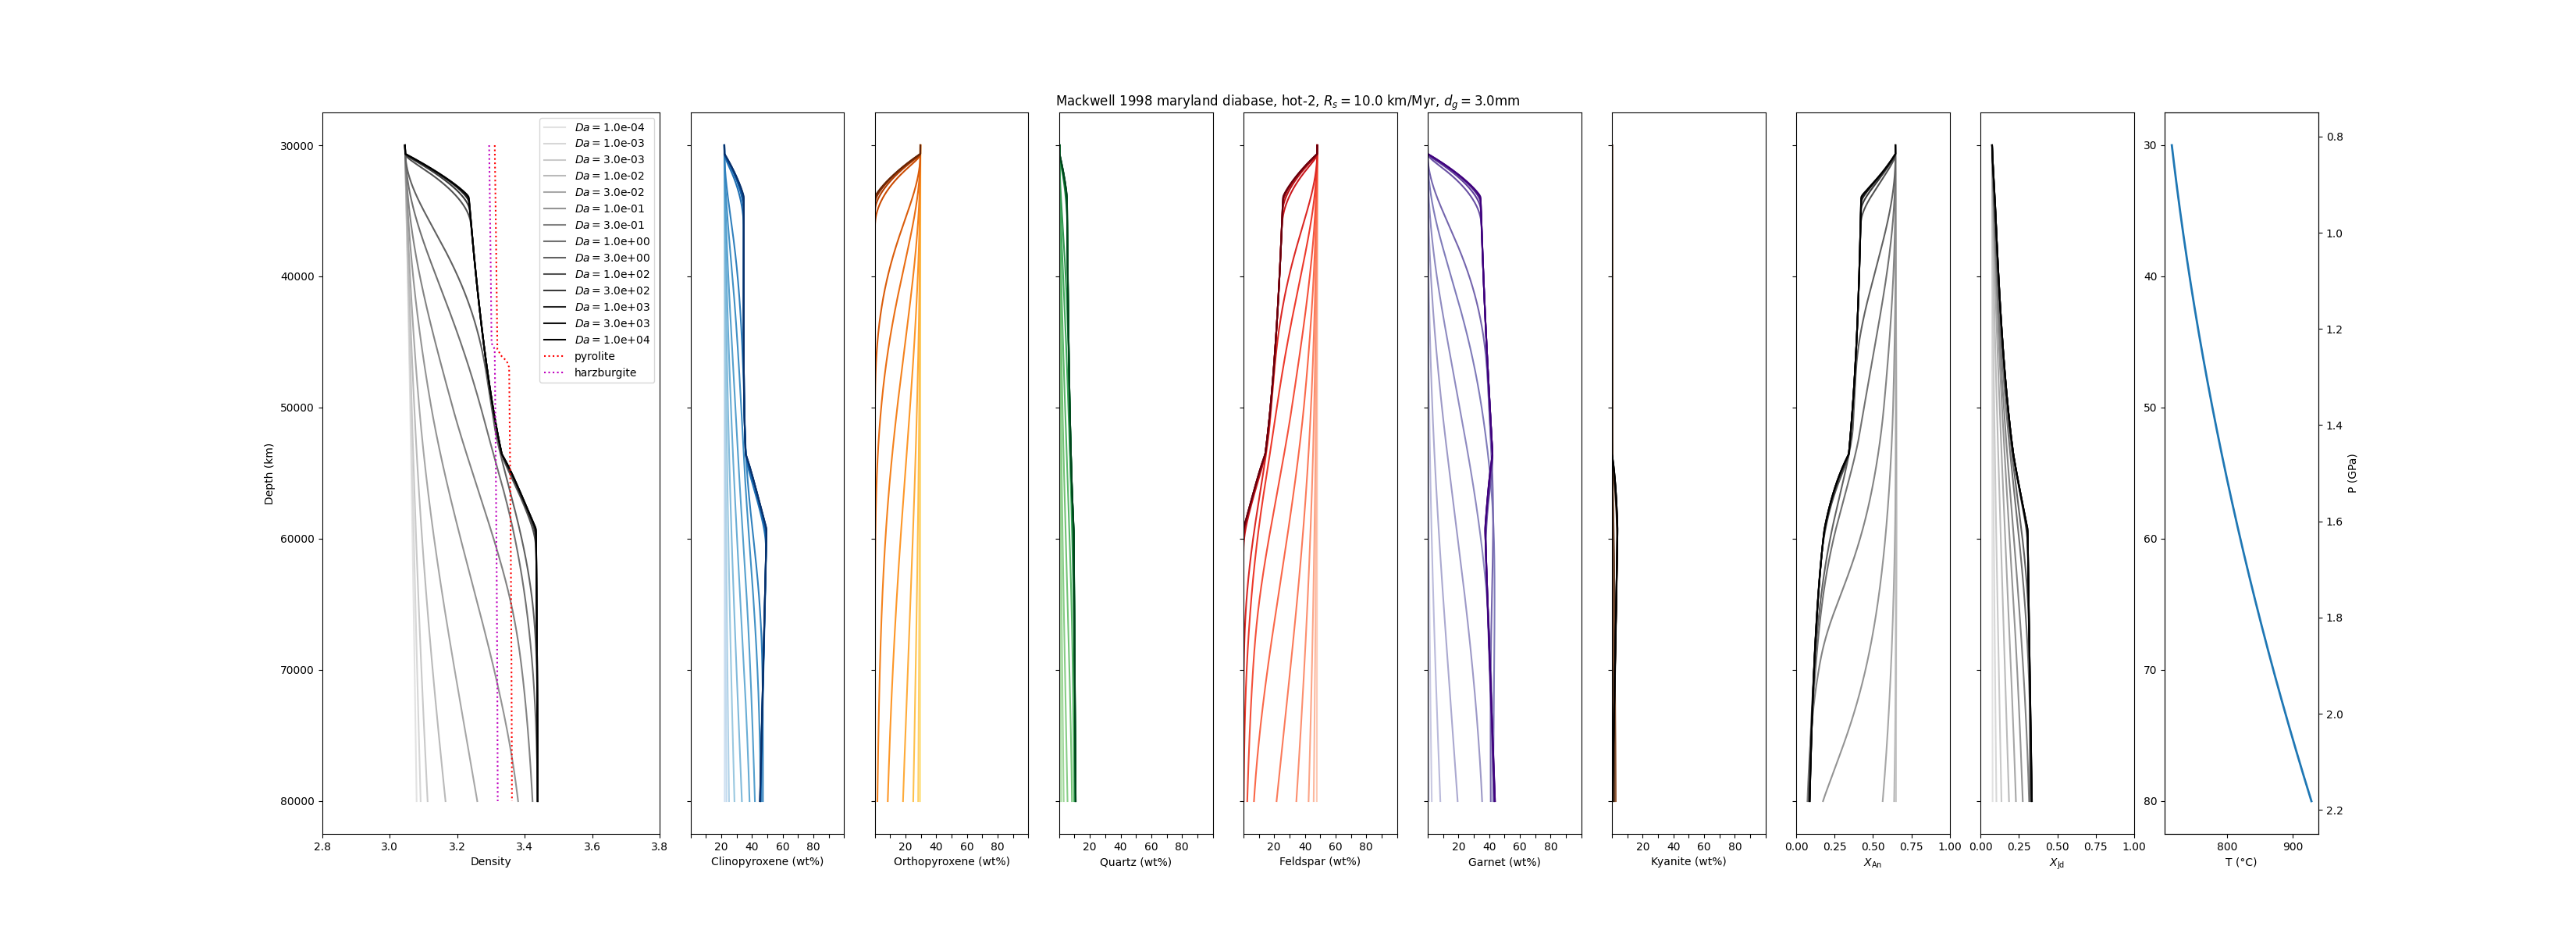 Mackwell 1998 maryland diabase, hot-2, R_s = 10.0 km/Myr, d_g = 3.0mm
Da = 1.0e-04
Da = 1.0e-03
Da = 3.0e-03
Da = 1.0e-02
Da = 3.0e-02
Da = 1.0e-01
Da = 3.0e-01
Da = 1.0e+00
Da = 3.0e+00
Da = 1.0e+02
Da = 3.0e+02
Da = 1.0e+03
Da = 3.0e+03
Da = 1.0e+04
pyrolite
harzburgite
30000
40000
50000
60000
70000
80000
Depth (km)
2.8 3.0 3.2 3.4 3.6 3.8
Density
20 40 60 80
Clinopyroxene (wt%)
20 40 60 80
Orthopyroxene (wt%)
20 40 60 80
Quartz (wt%)
20 40 60 80
Feldspar (wt%)
20 40 60 80
Garnet (wt%)
20 40 60 80
Kyanite (wt%)
0.00 0.25 0.50 0.75 1.00
X_An
0.00 0.25 0.50 0.75 1.00
X_Jd
30
40
50
60
70
80
800 900
T (°C)
0.8
1.0
1.2
1.4
1.6
1.8
2.0
2.2
P (GPa)